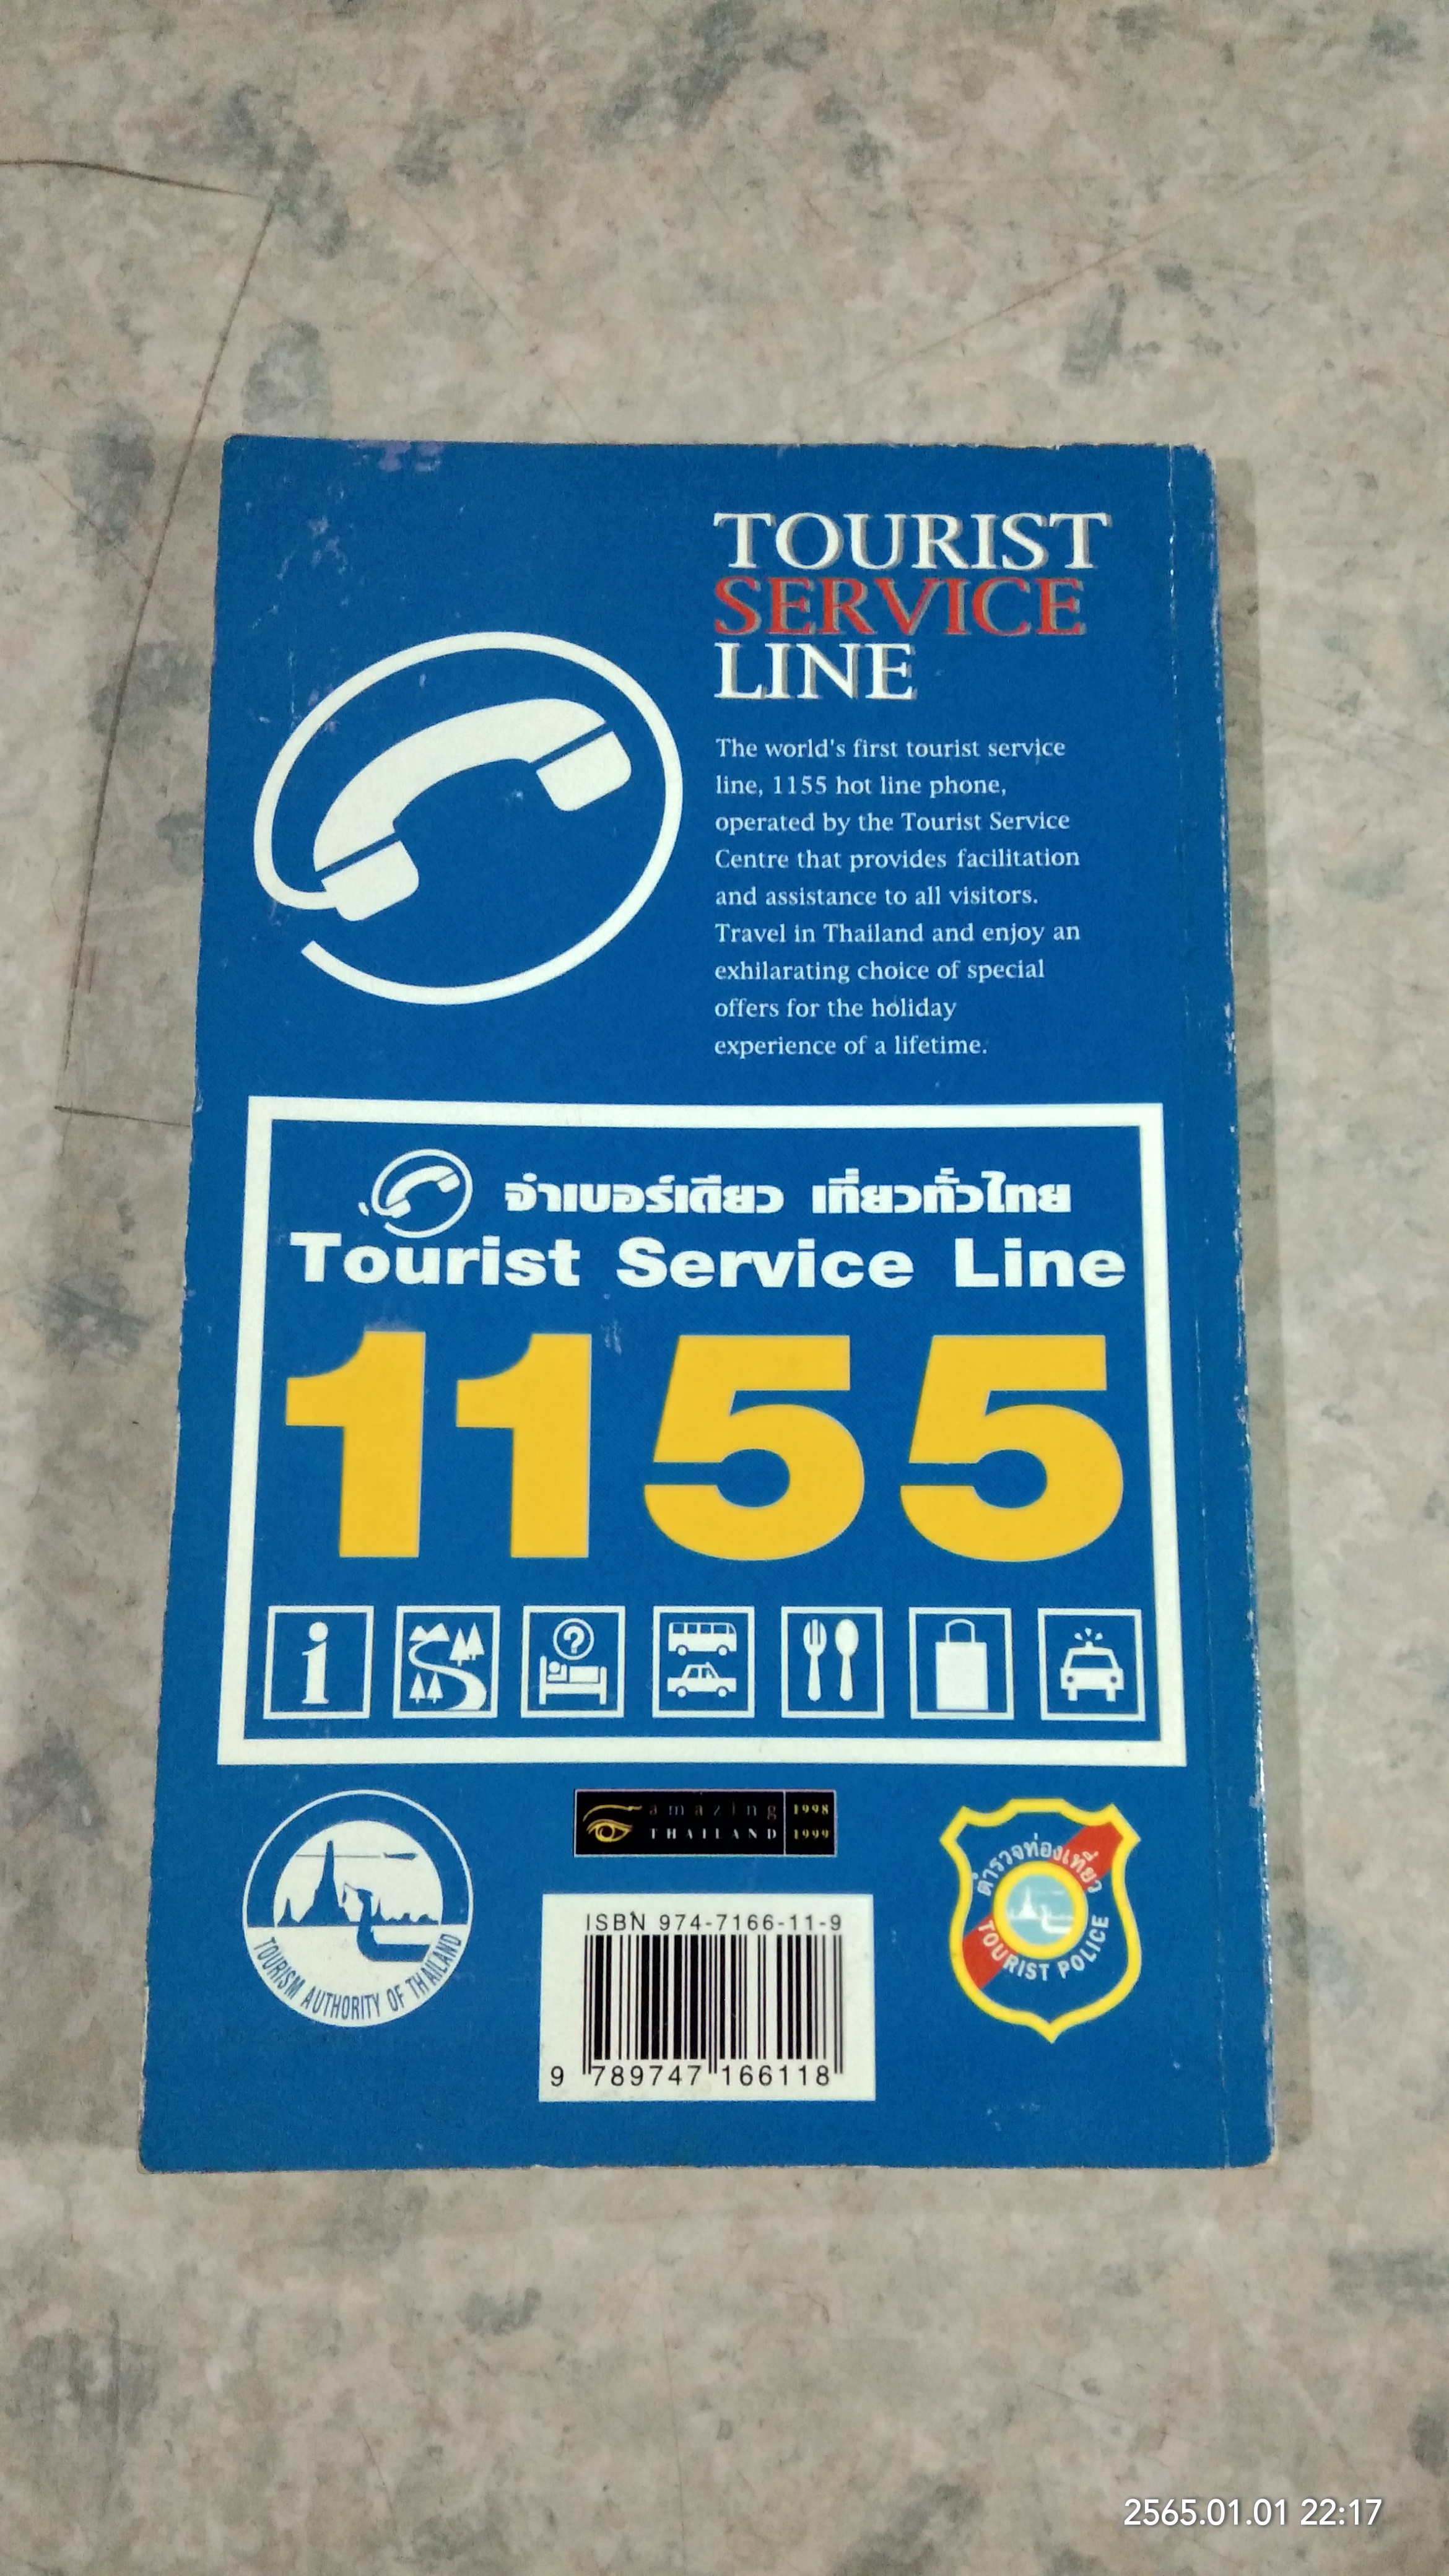 TOURIST
SERVICE
LINE
The world's first tourist service
line, 1155 hot line phone,
operated by the Tourist Service
Centre that provides facilitation
and assistance to all visitors.
Travel in Thailand and enjoy an
exhilarating choice of special
offers for the holiday
experience of a lifetime.
จำเบอร์เดียว เที่ยวทั่วไทย
Tourist Service Line
1155
i
?
TOURISM AUTHORITY OF THAILAND
amazing 1998
THAILAND 1999
ตำรวจท่องเที่ยว
TOURIST POLICE
ISBN 974-7166-11-9
9 789747 166118
2565.01.01 22:17